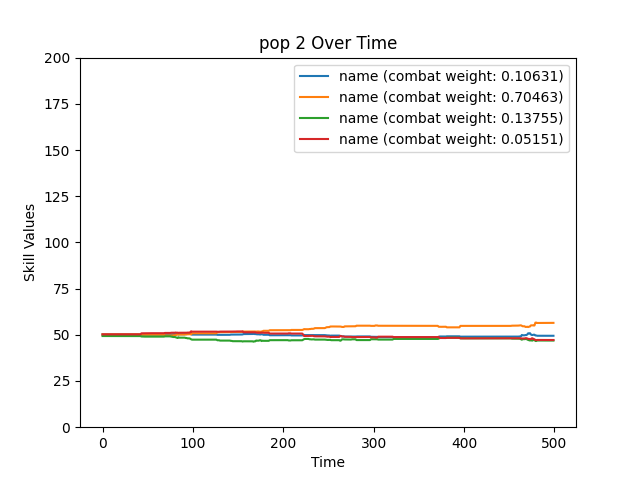 pop 2 Over Time
200
175
150
125
100
75
50
25
0
Skill Values
name (combat weight: 0.10631)
name (combat weight: 0.70463)
name (combat weight: 0.13755)
name (combat weight: 0.05151)
0 100 200 300 400 500
Time